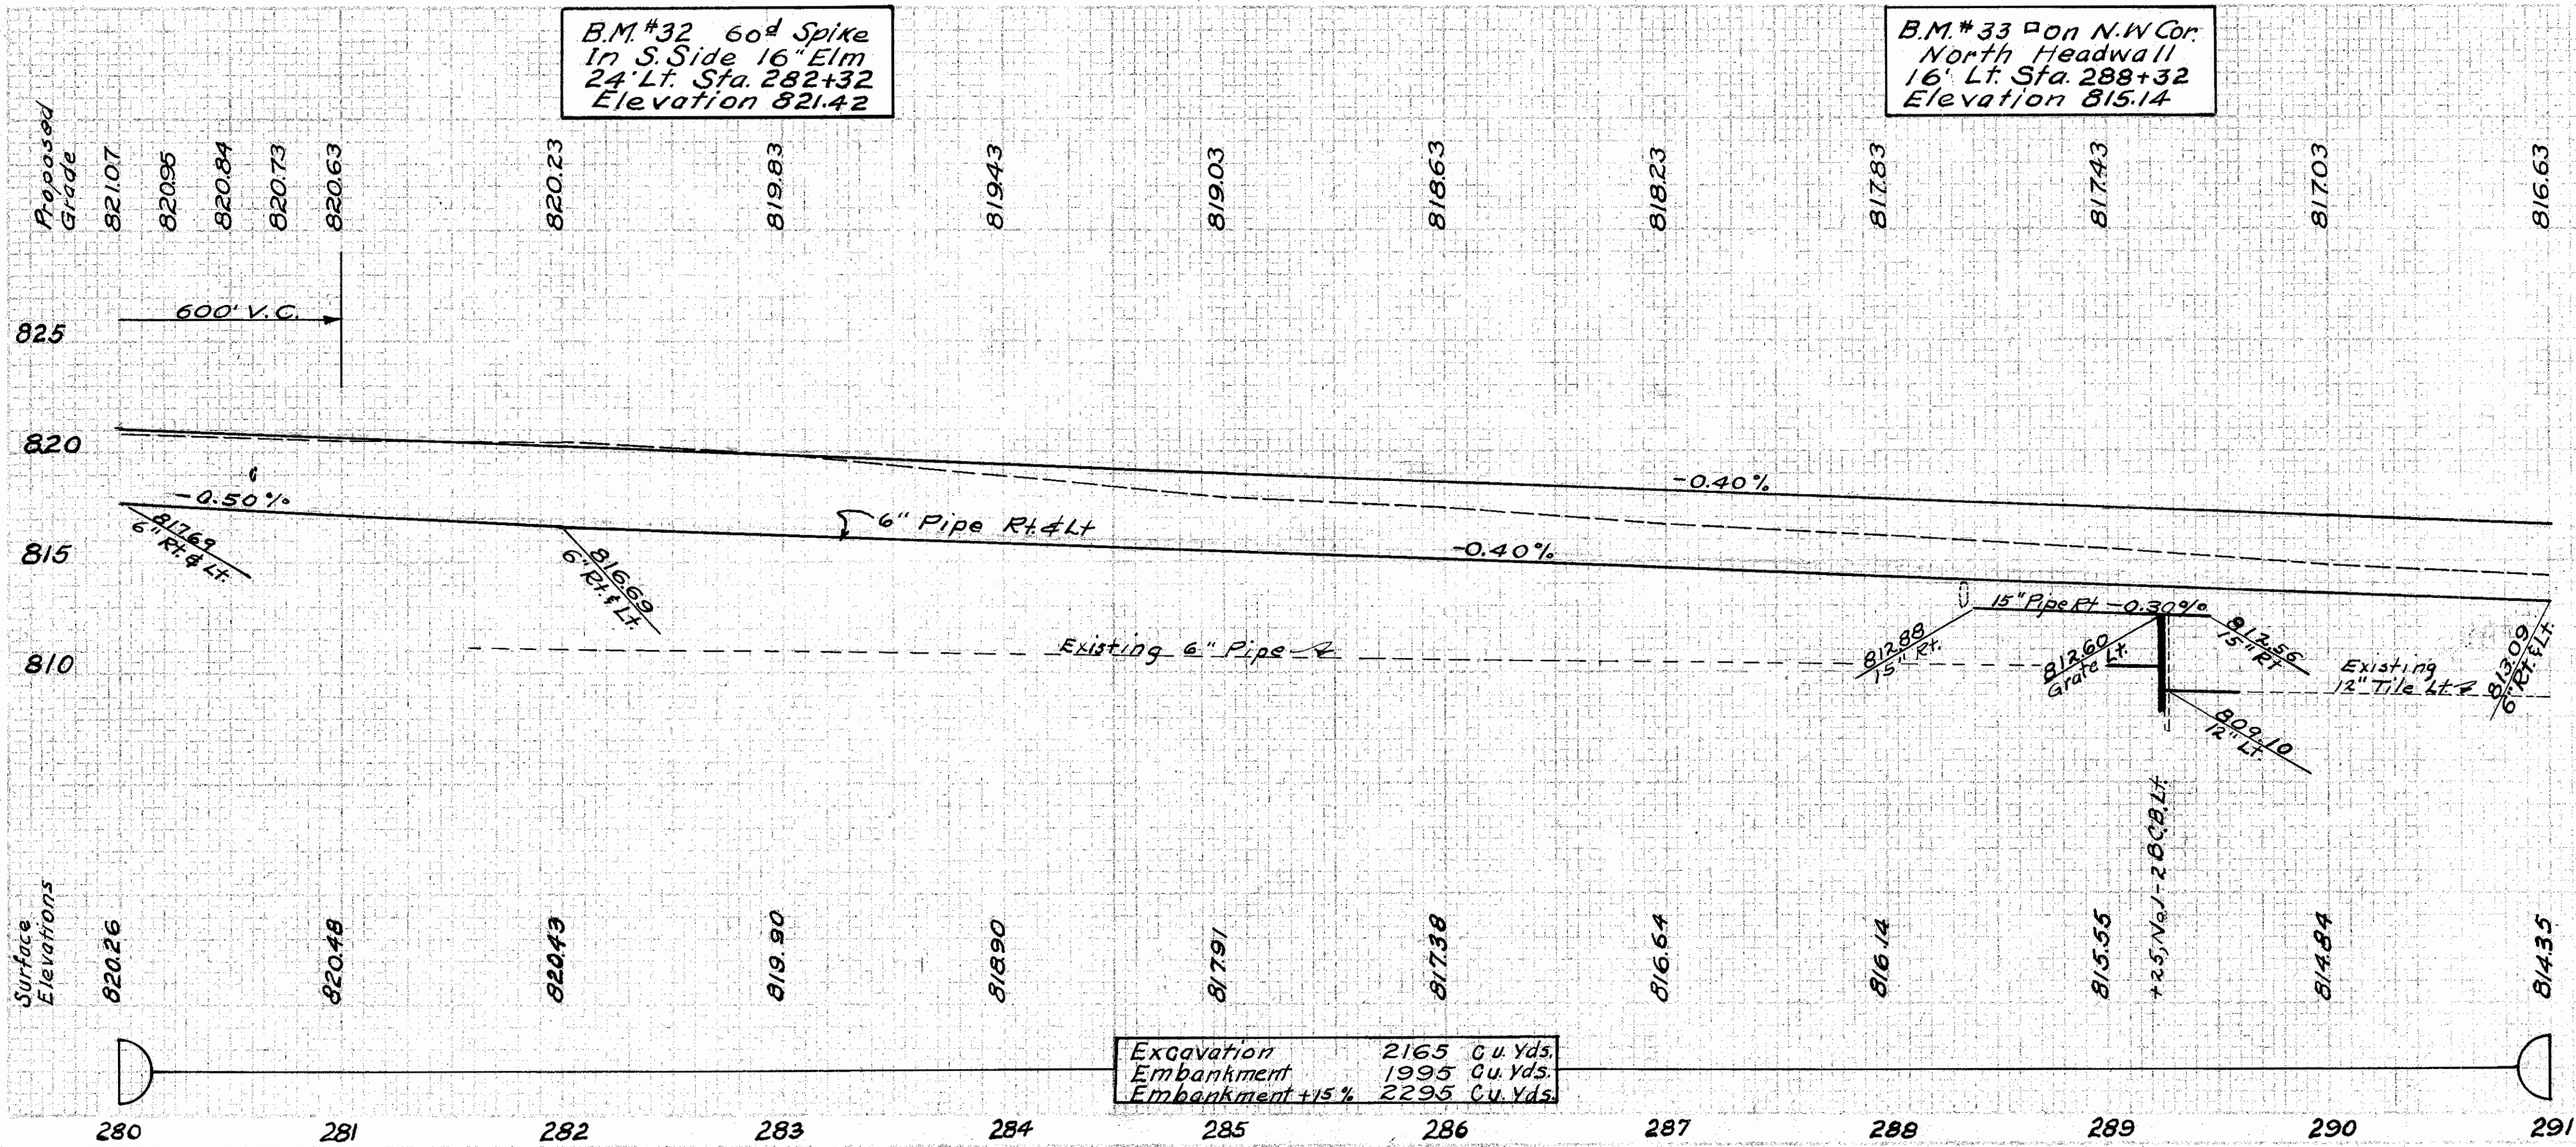 B.M.#32 60d Spike
In S. Side 16" Elm
24' Lt. Sta. 282+32
Elevation 821.42
B.M.#33 □ on N.W Cor.
North Headwall
16' Lt. Sta. 288+32
Elevation 815.14
Proposed
Grade
821.07
820.95
820.84
820.73
820.63
820.23
819.83
819.43
819.03
818.63
818.23
817.83
817.43
817.03
816.63
600' V.C.
825
820
815
810
-0.50%
-0.40%
817.69
6" Rt. & Lt.
816.69
6" Rt. & Lt.
6" Pipe Rt. & Lt
-0.40%
Existing 6" Pipe
15" Pipe Rt -0.30%
812.88
15" Rt.
812.60
Grate Lt.
812.56
15" Rt
Existing
12" Tile Lt.
813.09
6" Rt. & Lt.
809.10
12" Lt.
+25, No.1-2 B C.B. Lt.
Surface
Elevations
820.26
820.48
820.43
819.90
818.90
817.91
817.38
816.64
816.14
815.55
814.84
814.35
Excavation 2165 Cu. Yds.
Embankment 1995 Cu. Yds.
Embankment +15% 2295 Cu. Yds.
280 281 282 283 284 285 286 287 288 289 290 291